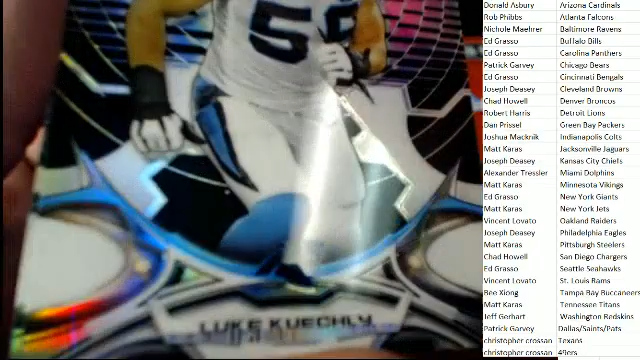 59
LUKE KUECHLY
Donald Asbury Arizona Cardinals
Rob Phibbs Atlanta Falcons
Nichole Maehrer Baltimore Ravens
Ed Grasso Buffalo Bills
Ed Grasso Carolina Panthers
Patrick Garvey Chicago Bears
Ed Grasso Cincinnati Bengals
Joseph Deasey Cleveland Browns
Chad Howell Denver Broncos
Robert Harris Detroit Lions
Dan Prissel Green Bay Packers
Joshua Macknik Indianapolis Colts
Matt Karas Jacksonville Jaguars
Joseph Deasey Kansas City Chiefs
Alexander Tressler Miami Dolphins
Matt Karas Minnesota Vikings
Ed Grasso New York Giants
Matt Karas New York Jets
Vincent Lovato Oakland Raiders
Joseph Deasey Philadelphia Eagles
Matt Karas Pittsburgh Steelers
Chad Howell San Diego Chargers
Ed Grasso Seattle Seahawks
Vincent Lovato St. Louis Rams
Bee Xiong Tampa Bay Buccaneers
Matt Karas Tennessee Titans
Jeff Gerhart Washington Redskins
Patrick Garvey Dallas/Saints/Pats
christopher crossan Texans
christopher crossan 49ers